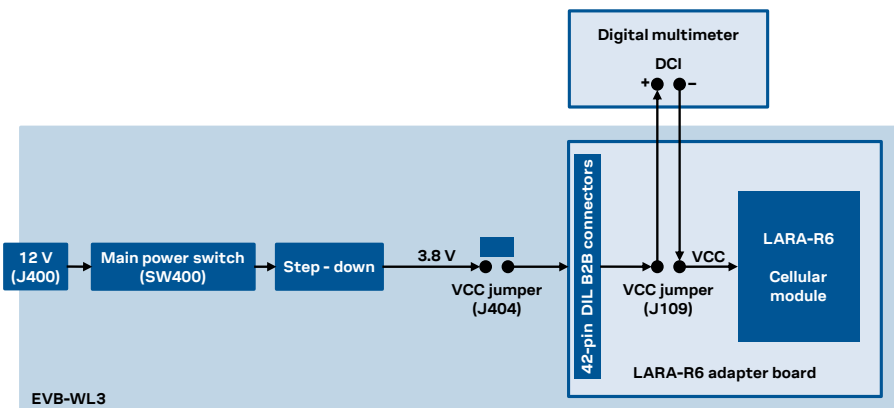 Digital multimeter
DCI
+ –
12 V
(J400)
Main power switch
(SW400)
Step - down
3.8 V
VCC jumper
(J404)
42-pin DIL B2B connectors
VCC jumper
(J109)
VCC
LARA-R6
Cellular
module
LARA-R6 adapter board
EVB-WL3